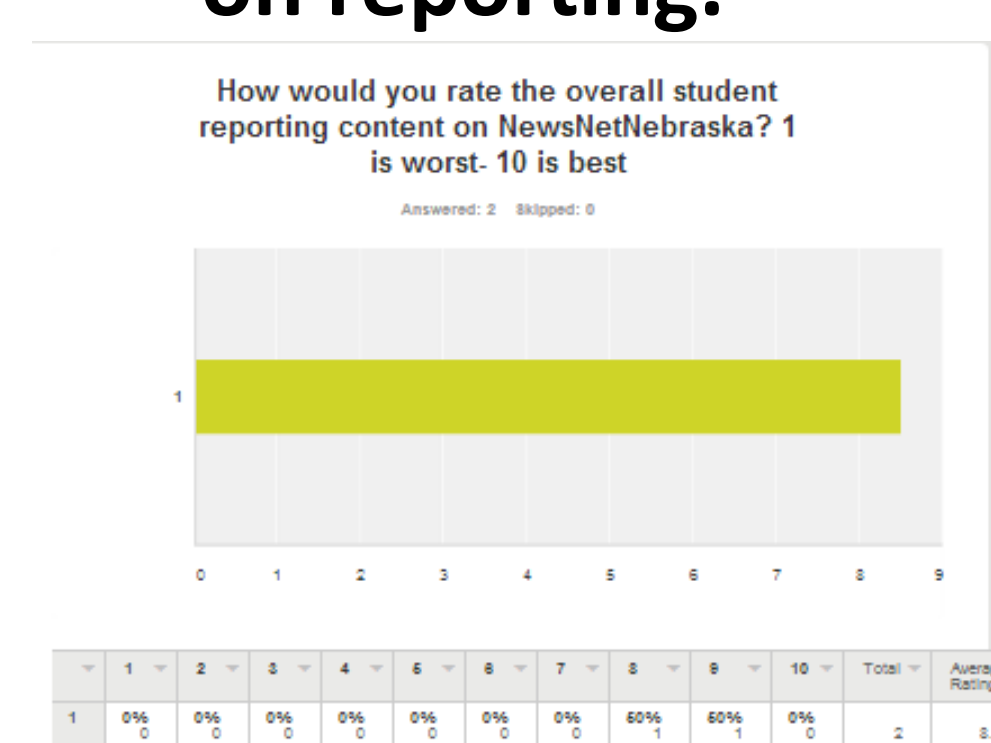 on reporting?
How would you rate the overall student
reporting content on NewsNetNebraska? 1
is worst- 10 is best
Answered: 2 Skipped: 0
1
0 1 2 3 4 5 6 7 8 9
1 2 3 4 5 6 7 8 9 10 Total
1 0% 0% 0% 0% 0% 0% 0% 50% 50% 0%
0 0 0 0 0 0 0 1 1 0 2